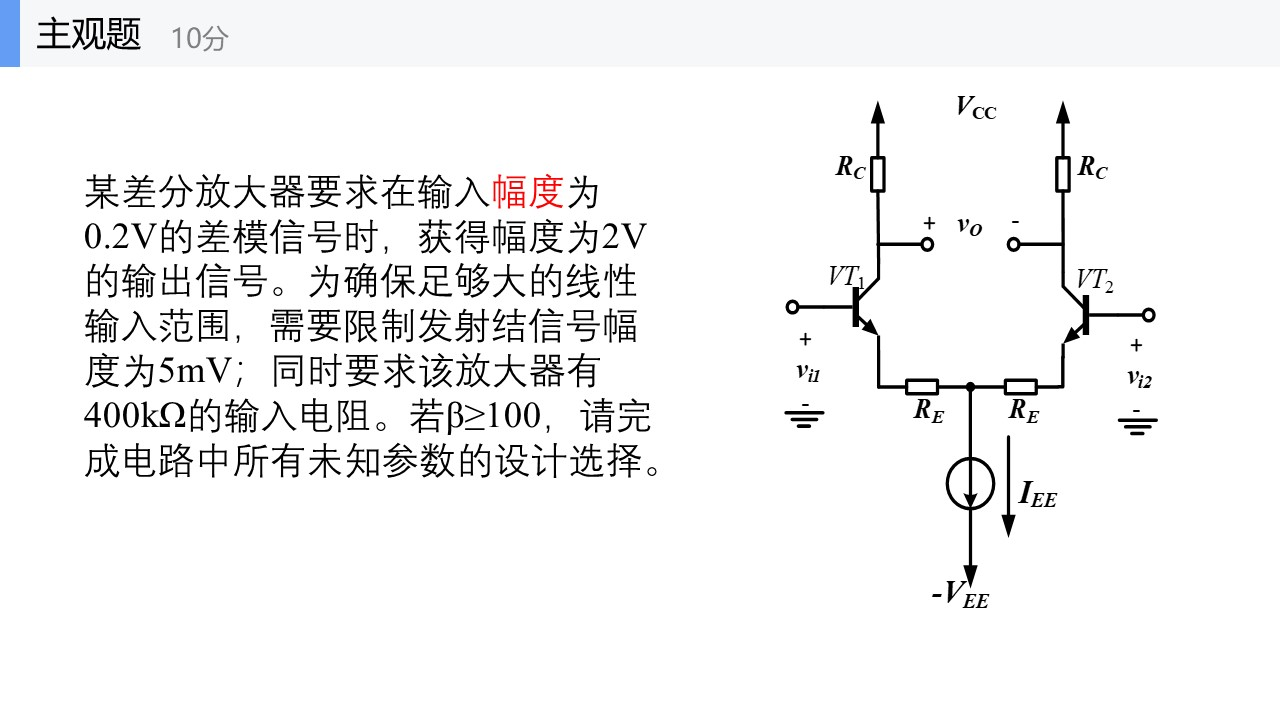 主观题 10分
某差分放大器要求在输入幅度为
0.2V的差模信号时，获得幅度为2V
的输出信号。为确保足够大的线性
输入范围，需要限制发射结信号幅
度为5mV；同时要求该放大器有
400kΩ的输入电阻。若β≥100，请完
成电路中所有未知参数的设计选择。
VCC
RC RC
+ vO -
VT1 VT2
+ +
vi1 vi2
- -
RE RE
IEE
-VEE